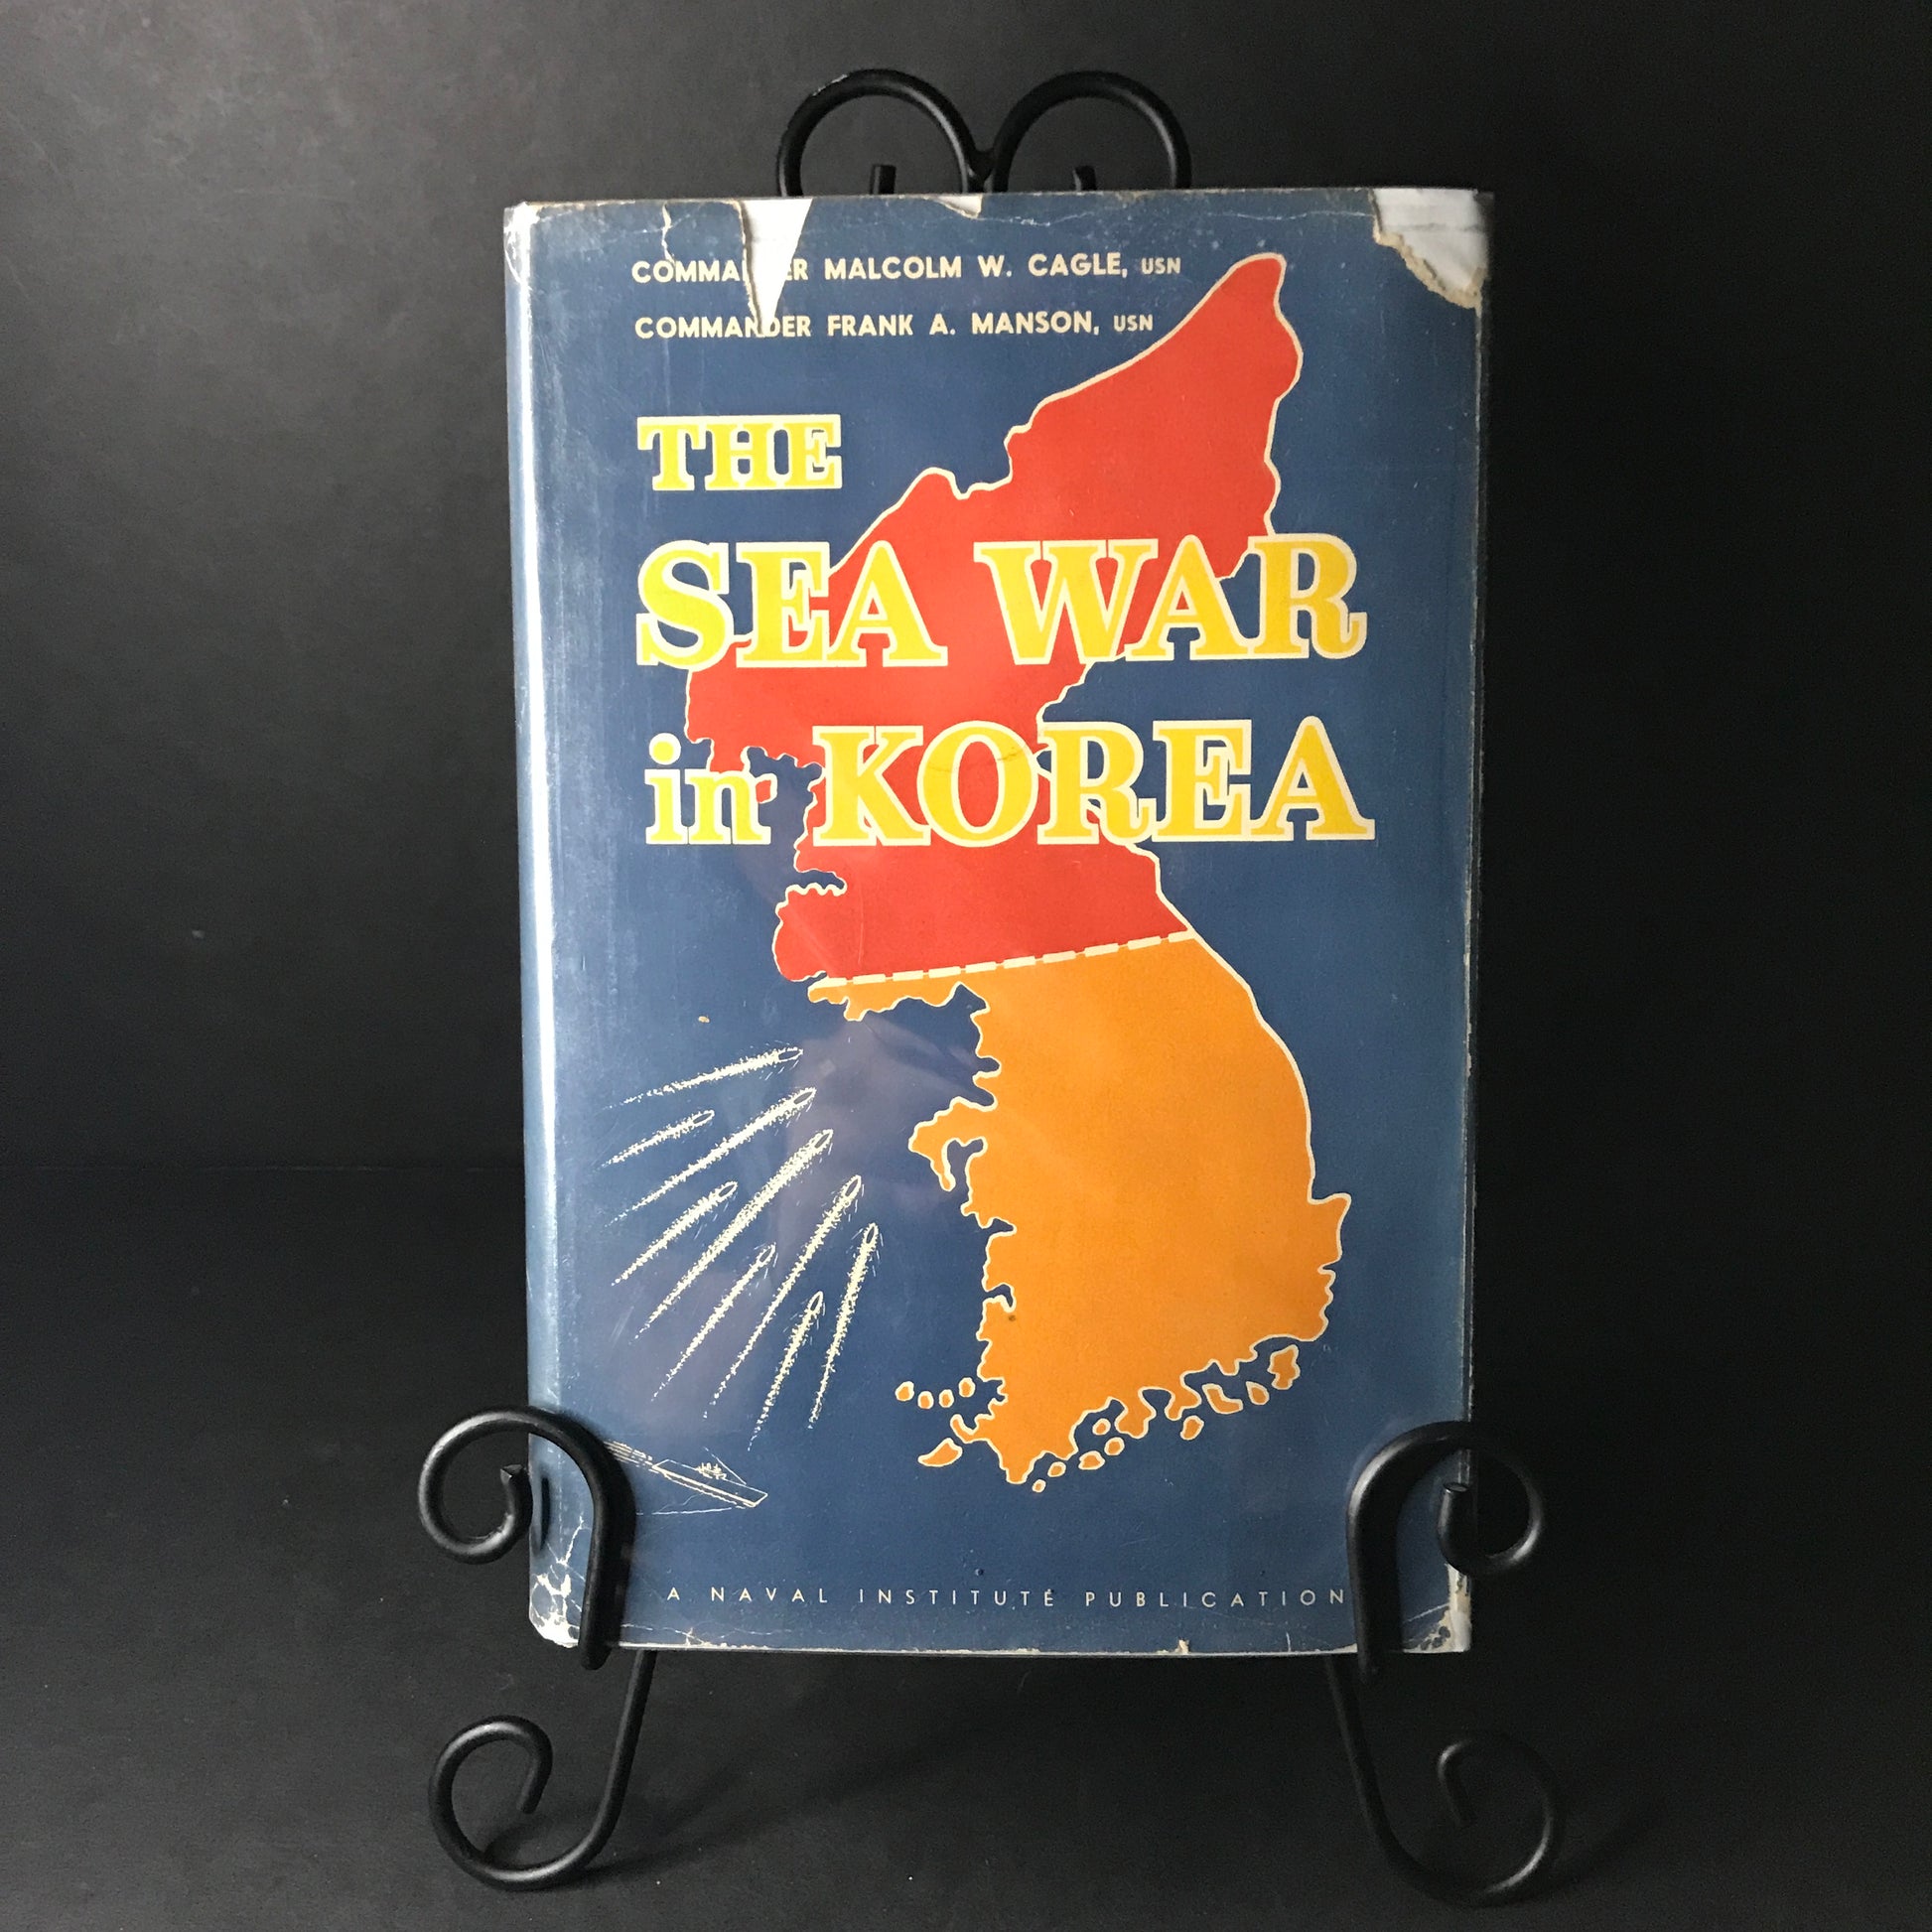 COMMANDER MALCOLM W. CAGLE, USN
COMMANDER FRANK A. MANSON, USN
THE
SEA WAR
in KOREA
A NAVAL INSTITUTE PUBLICATION